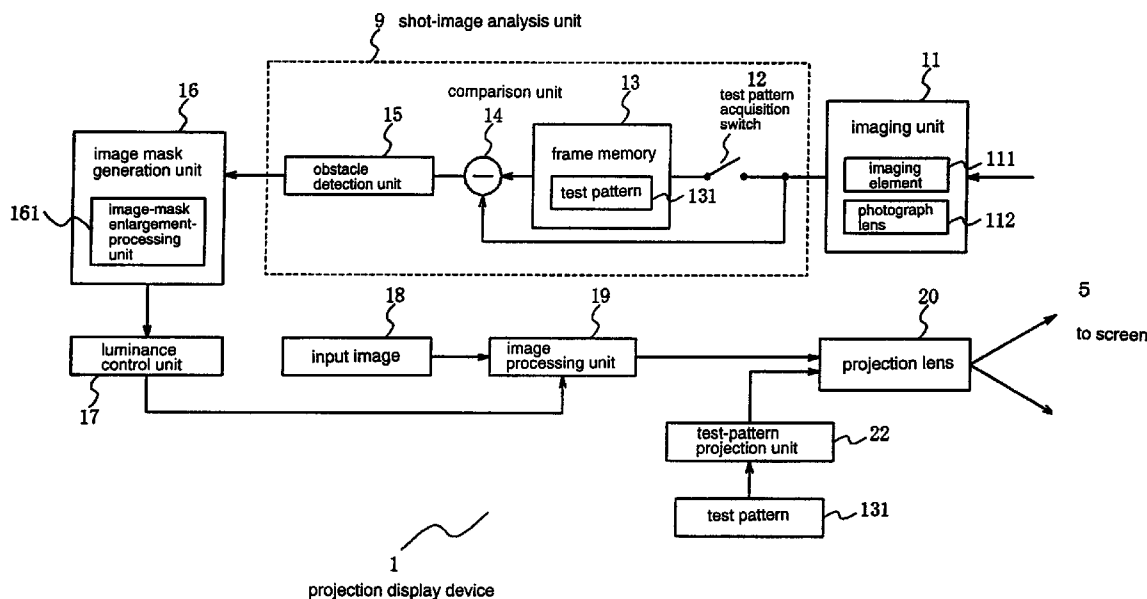 9 shot-image analysis unit
16
image mask
generation unit
161
image-mask
enlargement-
processing
unit
15
obstacle
detection unit
comparison unit
14
13
frame memory
test pattern
131
12
test pattern
acquisition
switch
11
imaging unit
imaging
element
111
photograph
lens
112
luminance
control unit
17
18
input image
19
image
processing unit
20
projection lens
5
to screen
test-pattern
projection unit
22
test pattern
131
1
projection display device